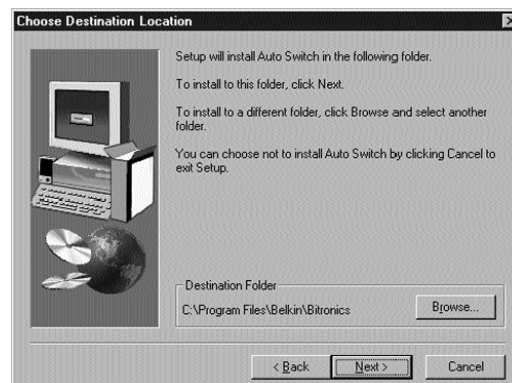 Choose Destination Location
Setup will install Auto Switch in the following folder.
To install to this folder, click Next.
To install to a different folder, click Browse and select another
folder.
You can choose not to install Auto Switch by clicking Cancel to
exit Setup.
Destination Folder
C:\Program Files\Belkin\Bitronics
Browse...
< Back
Next >
Cancel